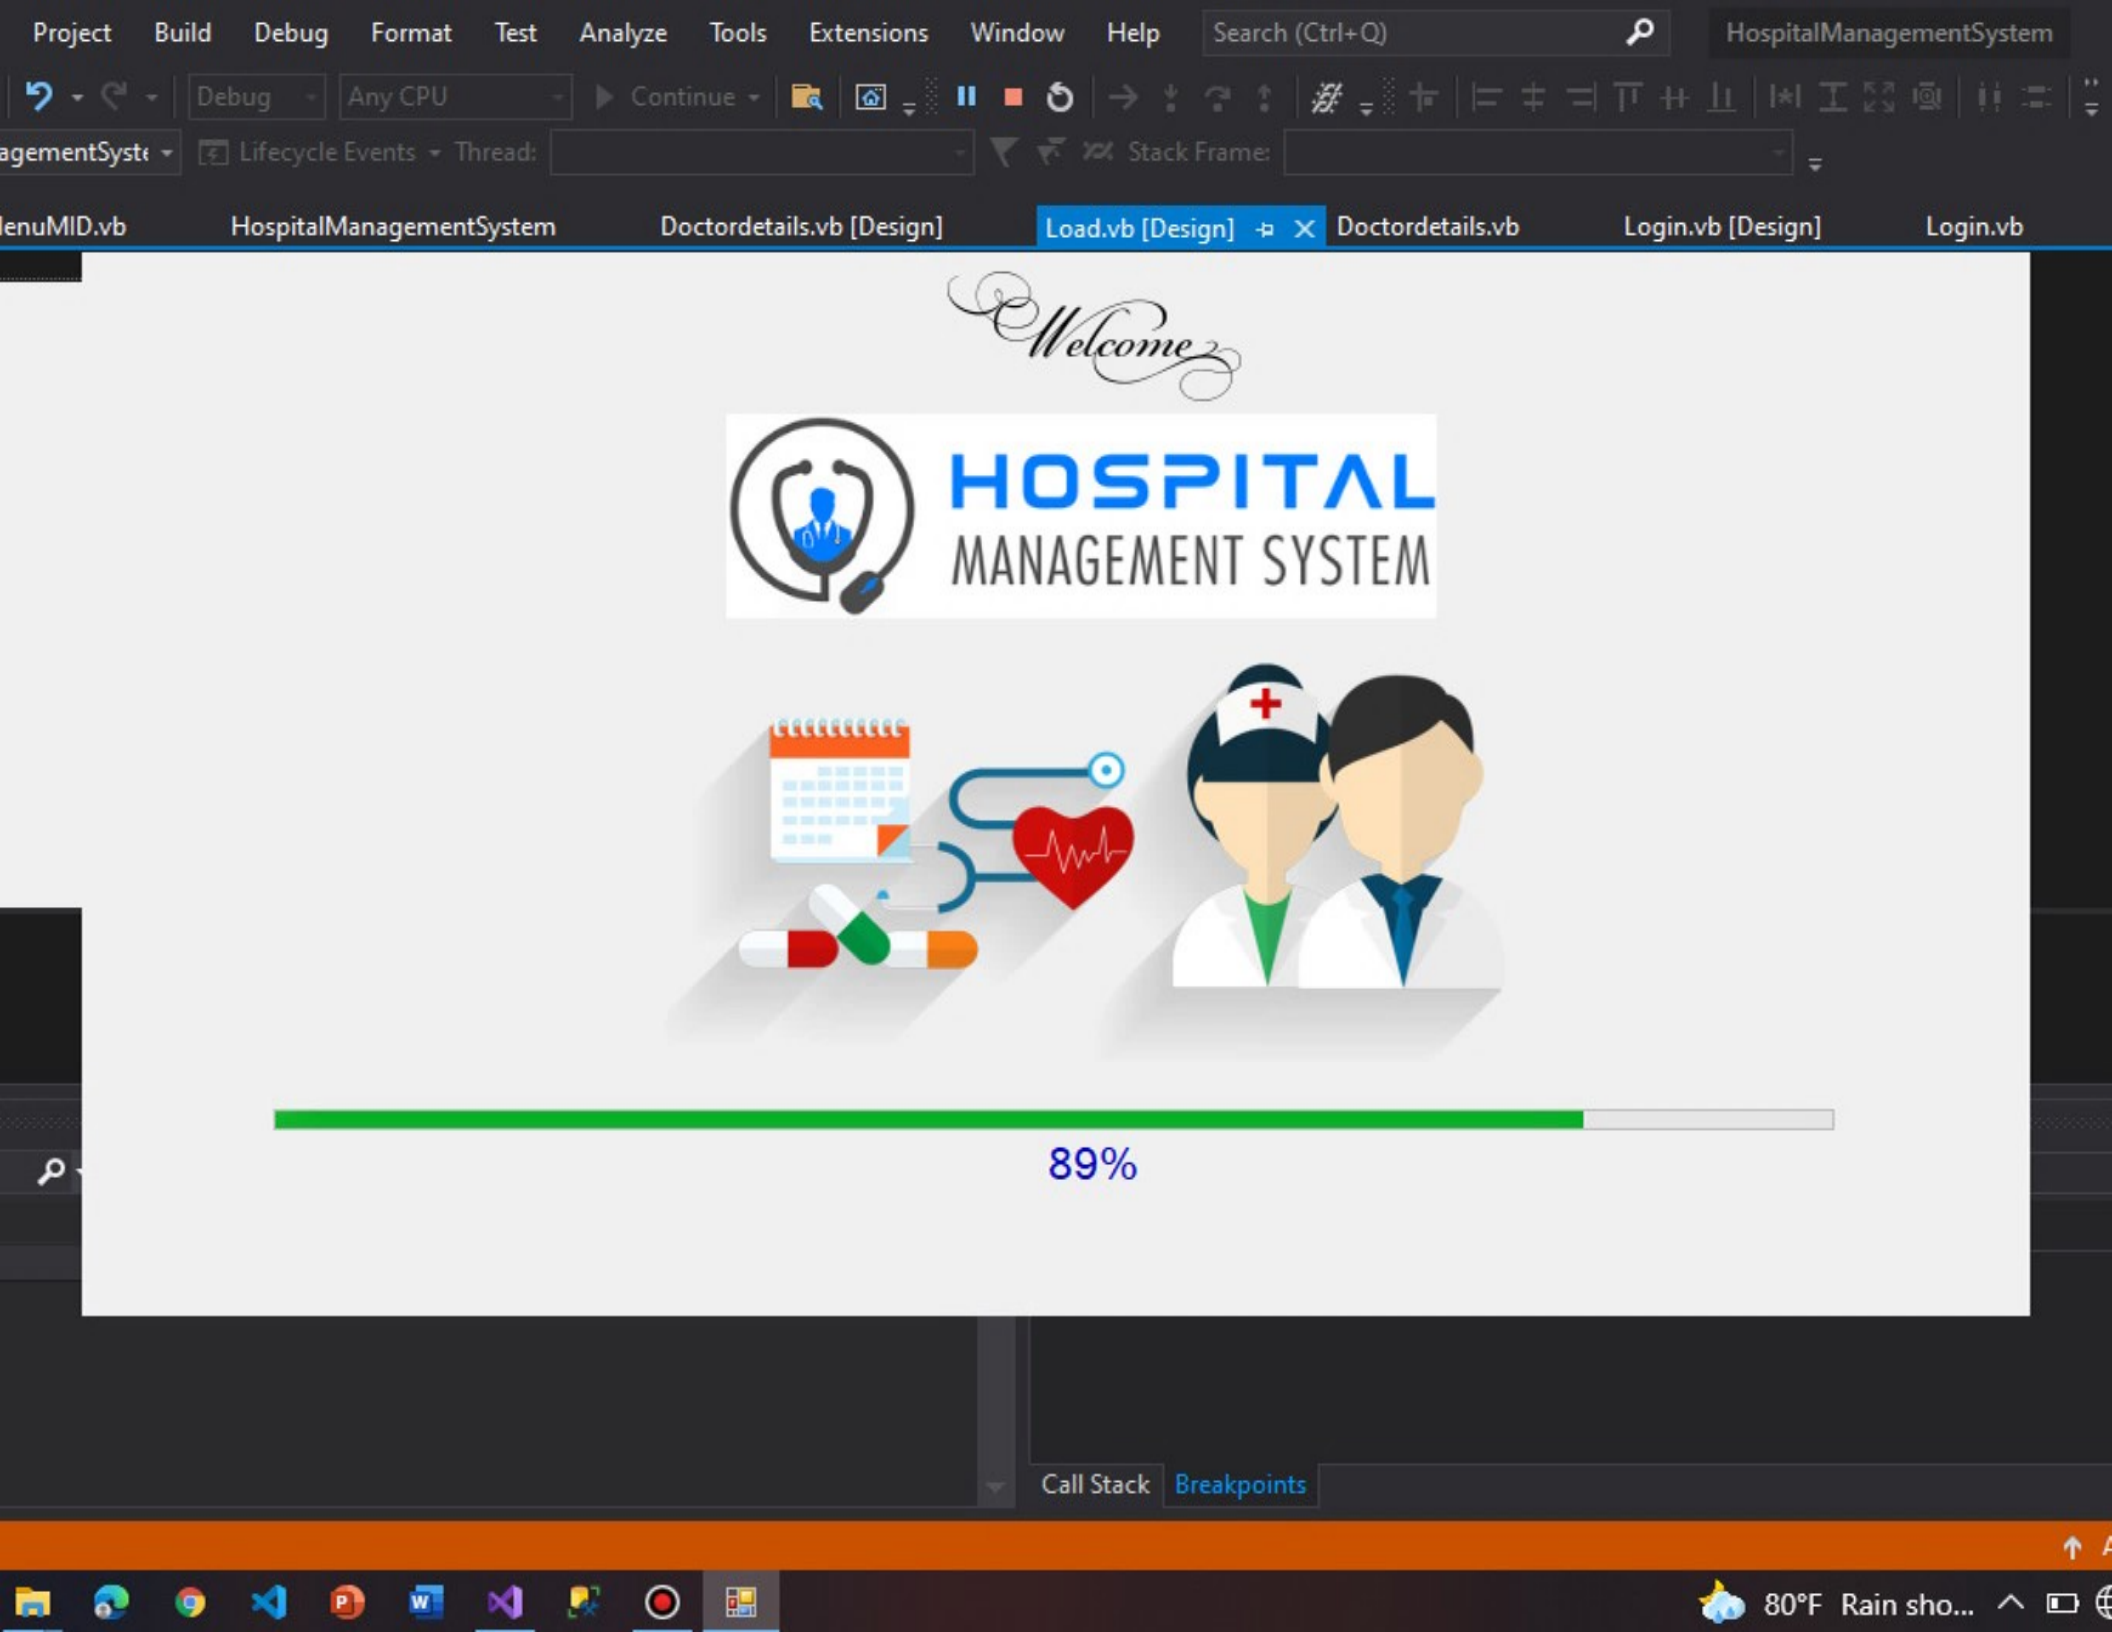 Project Build Debug Format Test Analyze Tools Extensions Window Help Search (Ctrl+Q) HospitalManagementSystem
Debug Any CPU Continue
agementSyste Lifecycle Events Thread: Stack Frame:
lenuMID.vb HospitalManagementSystem Doctordetails.vb [Design] Load.vb [Design] Doctordetails.vb Login.vb [Design] Login.vb
Welcome
HOSPITAL
MANAGEMENT SYSTEM
89%
Call Stack Breakpoints
80°F Rain sho...